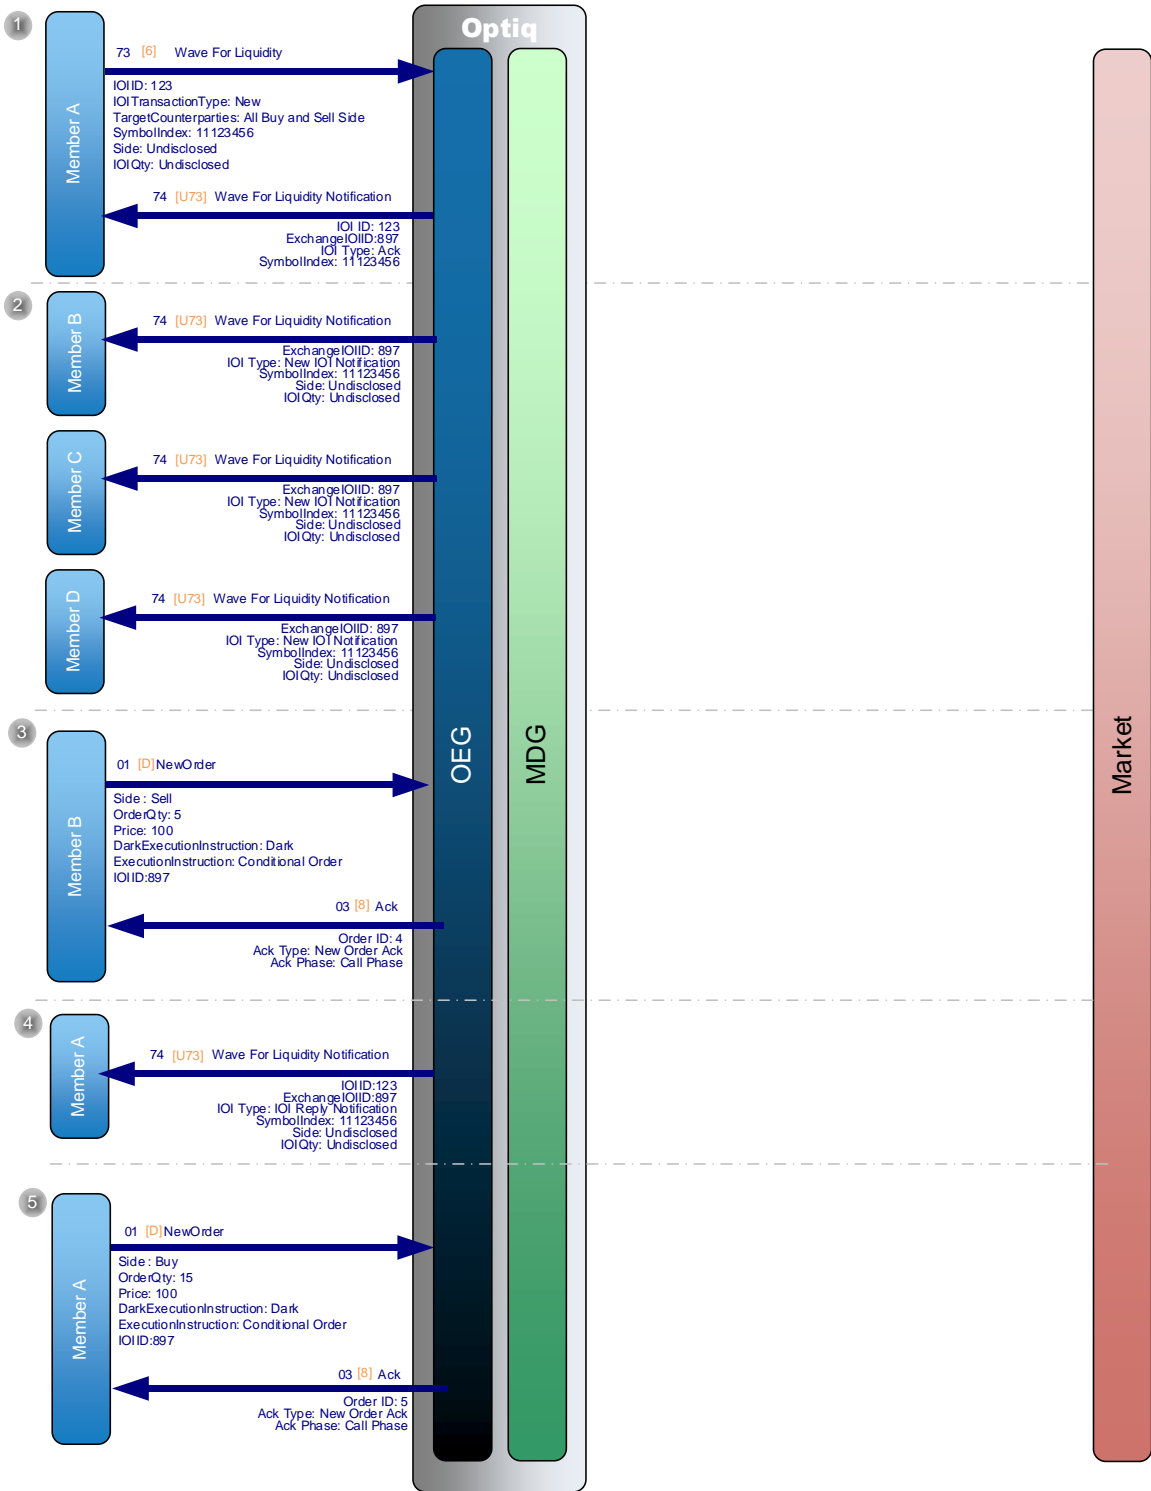 Optiq
1
Member A
73 [6] Wave For Liquidity
IOIID: 123
IOITransactionType: New
TargetCounterparties: All Buy and Sell Side
SymbolIndex: 11123456
Side: Undisclosed
IOIQty: Undisclosed
74 [U73] Wave For Liquidity Notification
IOI ID: 123
ExchangeIOIID:897
IOI Type: Ack
SymbolIndex: 11123456
2
Member B
74 [U73] Wave For Liquidity Notification
ExchangeIOIID: 897
IOI Type: New IOI Notification
SymbolIndex: 11123456
Side: Undisclosed
IOIQty: Undisclosed
Member C
74 [U73] Wave For Liquidity Notification
ExchangeIOIID: 897
IOI Type: New IOI Notification
SymbolIndex: 11123456
Side: Undisclosed
IOIQty: Undisclosed
Member D
74 [U73] Wave For Liquidity Notification
ExchangeIOIID: 897
IOI Type: New IOI Notification
SymbolIndex: 11123456
Side: Undisclosed
IOIQty: Undisclosed
OEG
MDG
Market
3
Member B
01 [D] NewOrder
Side : Sell
OrderQty: 5
Price: 100
DarkExecutionInstruction: Dark
ExecutionInstruction: Conditional Order
IOIID:897
03 [8] Ack
Order ID: 4
Ack Type: New Order Ack
Ack Phase: Call Phase
4
Member A
74 [U73] Wave For Liquidity Notification
IOIID:123
ExchangeIOIID:897
IOI Type: IOI Reply Notification
SymbolIndex: 11123456
Side: Undisclosed
IOIQty: Undisclosed
5
Member A
01 [D] NewOrder
Side : Buy
OrderQty: 15
Price: 100
DarkExecutionInstruction: Dark
ExecutionInstruction: Conditional Order
IOIID:897
03 [8] Ack
Order ID: 5
Ack Type: New Order Ack
Ack Phase: Call Phase